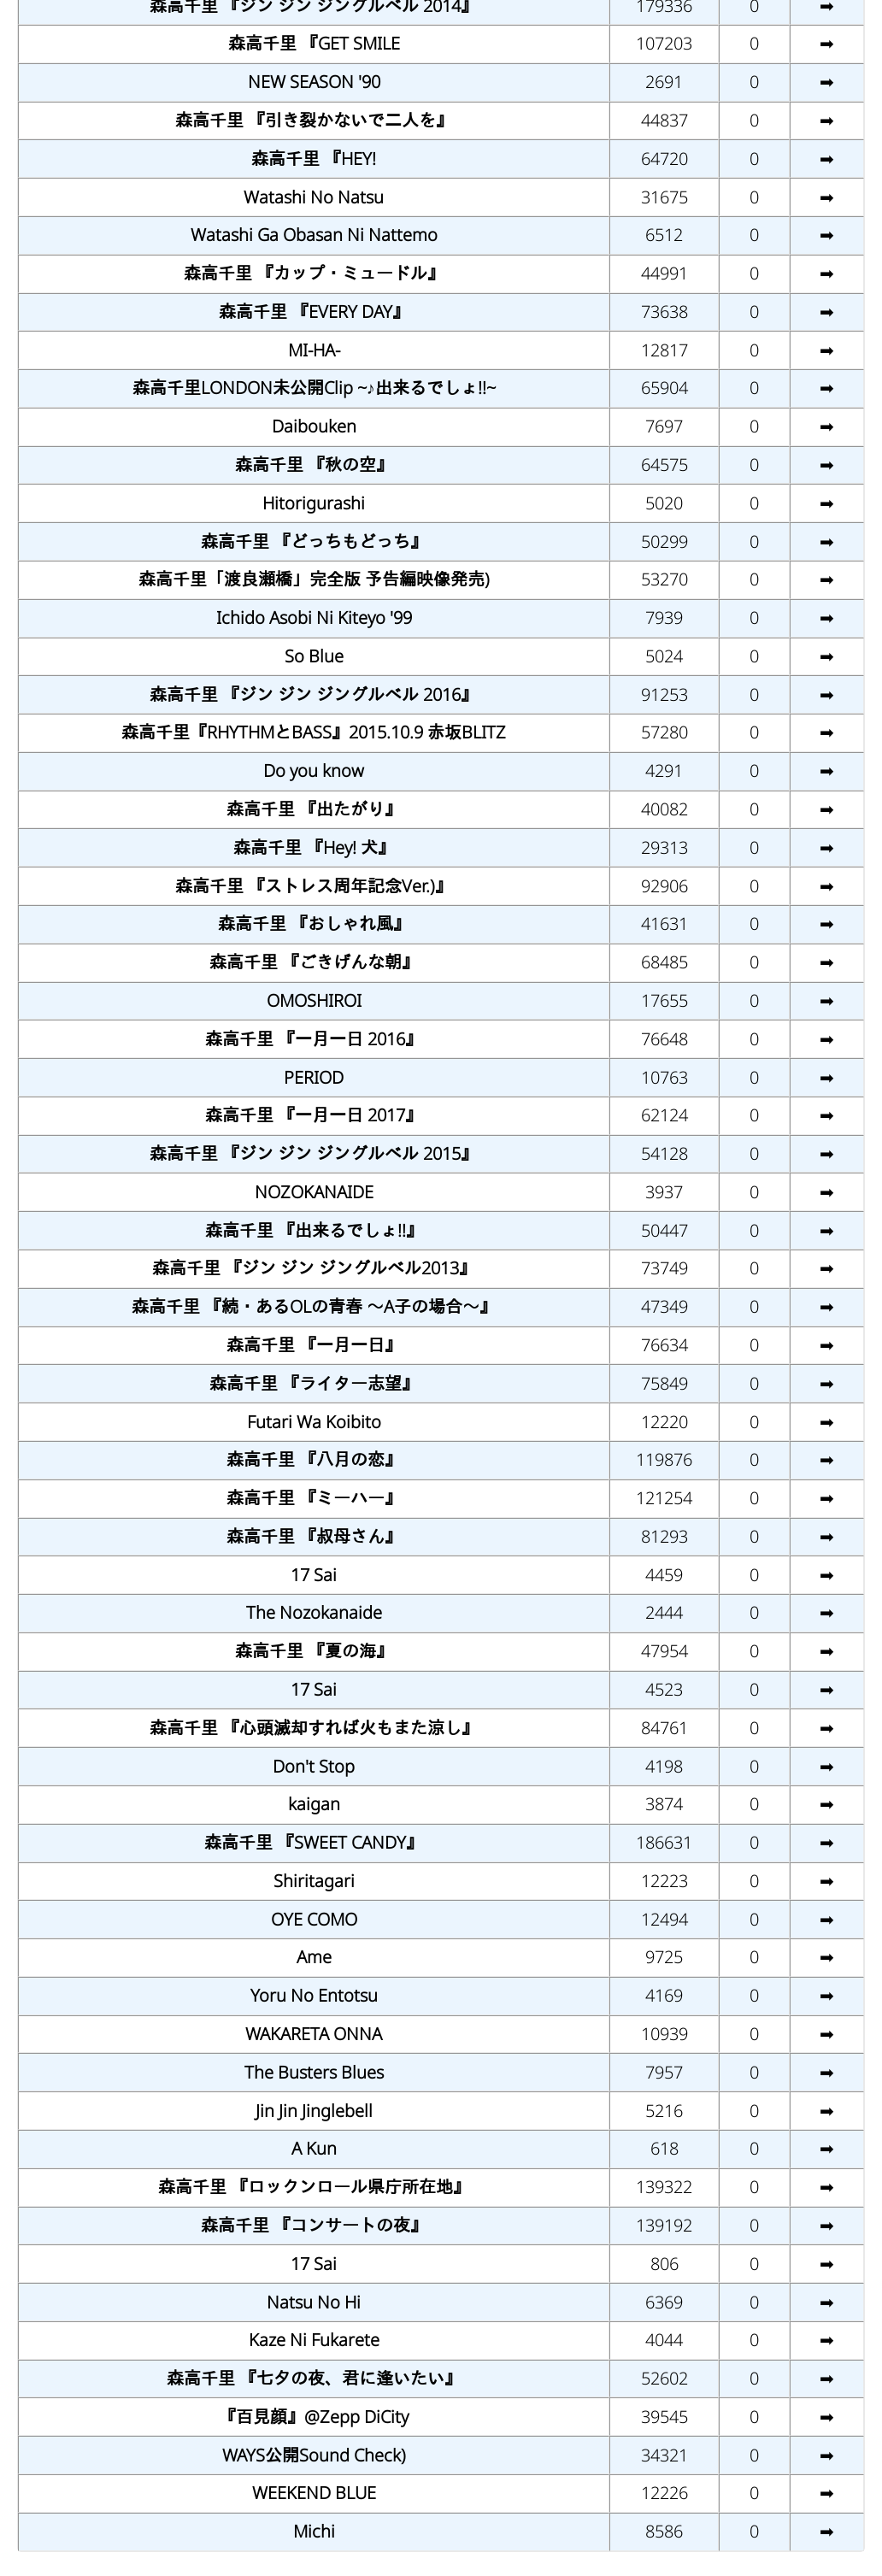 森高千里 『ジン ジン ジングルベル 2014』 179336 0 ➡
森高千里 『GET SMILE 107203 0 ➡
NEW SEASON '90 2691 0 ➡
森高千里 『引き裂かないで二人を』 44837 0 ➡
森高千里 『HEY! 64720 0 ➡
Watashi No Natsu 31675 0 ➡
Watashi Ga Obasan Ni Nattemo 6512 0 ➡
森高千里 『カップ・ミュードル』 44991 0 ➡
森高千里 『EVERY DAY』 73638 0 ➡
MI-HA- 12817 0 ➡
森高千里LONDON未公開Clip ~♪出来るでしょ!!~ 65904 0 ➡
Daibouken 7697 0 ➡
森高千里 『秋の空』 64575 0 ➡
Hitorigurashi 5020 0 ➡
森高千里 『どっちもどっち』 50299 0 ➡
森高千里「渡良瀬橋」完全版 予告編映像発売) 53270 0 ➡
Ichido Asobi Ni Kiteyo '99 7939 0 ➡
So Blue 5024 0 ➡
森高千里 『ジン ジン ジングルベル 2016』 91253 0 ➡
森高千里『RHYTHMとBASS』2015.10.9 赤坂BLITZ 57280 0 ➡
Do you know 4291 0 ➡
森高千里 『出たがり』 40082 0 ➡
森高千里 『Hey! 犬』 29313 0 ➡
森高千里 『ストレス周年記念Ver.)』 92906 0 ➡
森高千里 『おしゃれ風』 41631 0 ➡
森高千里 『ごきげんな朝』 68485 0 ➡
OMOSHIROI 17655 0 ➡
森高千里 『一月一日 2016』 76648 0 ➡
PERIOD 10763 0 ➡
森高千里 『一月一日 2017』 62124 0 ➡
森高千里 『ジン ジン ジングルベル 2015』 54128 0 ➡
NOZOKANAIDE 3937 0 ➡
森高千里 『出来るでしょ!!』 50447 0 ➡
森高千里 『ジン ジン ジングルベル2013』 73749 0 ➡
森高千里 『続・あるOLの青春 〜A子の場合〜』 47349 0 ➡
森高千里 『一月一日』 76634 0 ➡
森高千里 『ライター志望』 75849 0 ➡
Futari Wa Koibito 12220 0 ➡
森高千里 『八月の恋』 119876 0 ➡
森高千里 『ミーハー』 121254 0 ➡
森高千里 『叔母さん』 81293 0 ➡
17 Sai 4459 0 ➡
The Nozokanaide 2444 0 ➡
森高千里 『夏の海』 47954 0 ➡
17 Sai 4523 0 ➡
森高千里 『心頭滅却すれば火もまた涼し』 84761 0 ➡
Don't Stop 4198 0 ➡
kaigan 3874 0 ➡
森高千里 『SWEET CANDY』 186631 0 ➡
Shiritagari 12223 0 ➡
OYE COMO 12494 0 ➡
Ame 9725 0 ➡
Yoru No Entotsu 4169 0 ➡
WAKARETA ONNA 10939 0 ➡
The Busters Blues 7957 0 ➡
Jin Jin Jinglebell 5216 0 ➡
A Kun 618 0 ➡
森高千里 『ロックンロール県庁所在地』 139322 0 ➡
森高千里 『コンサートの夜』 139192 0 ➡
17 Sai 806 0 ➡
Natsu No Hi 6369 0 ➡
Kaze Ni Fukarete 4044 0 ➡
森高千里 『七夕の夜、君に逢いたい』 52602 0 ➡
『百見顔』@Zepp DiCity 39545 0 ➡
WAYS公開Sound Check) 34321 0 ➡
WEEKEND BLUE 12226 0 ➡
Michi 8586 0 ➡